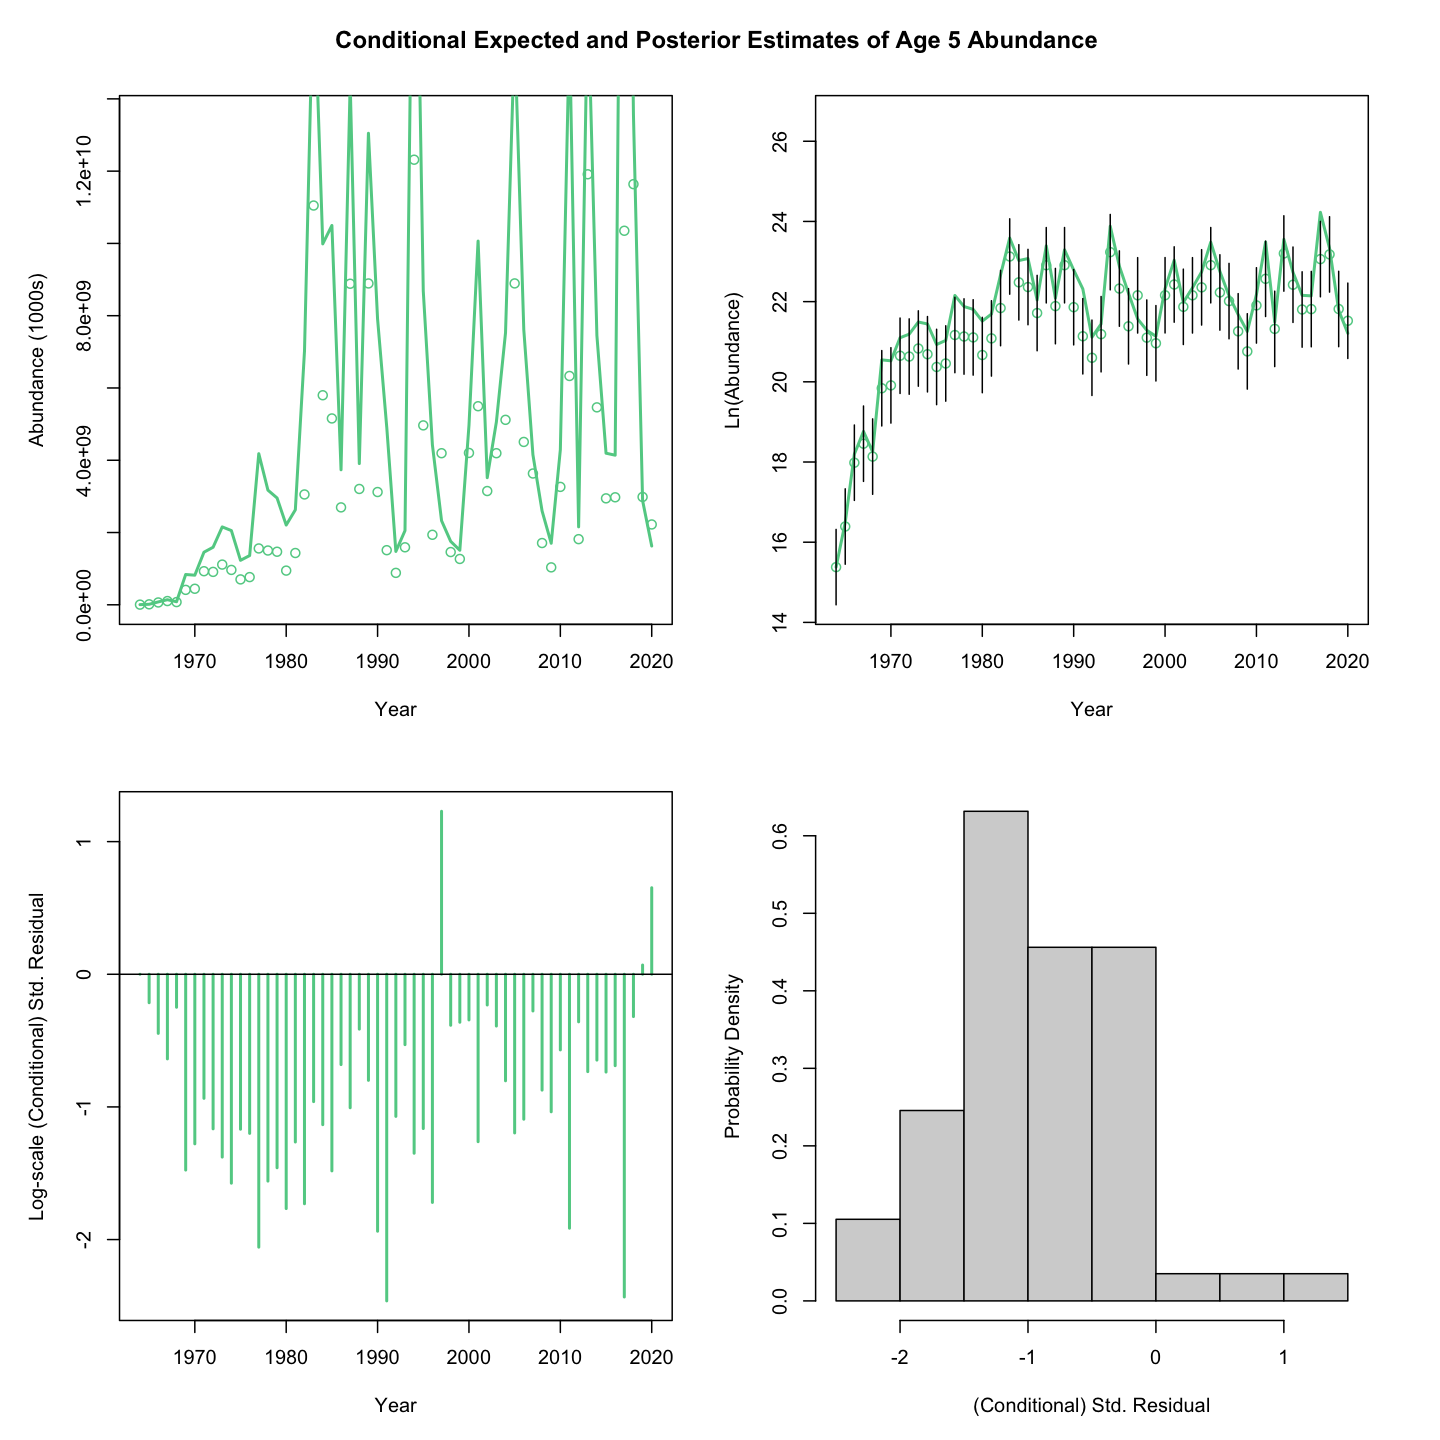 Conditional Expected and Posterior Estimates of Age 5 Abundance
Abundance (1000s)
0.0e+00
4.0e+09
8.0e+09
1.2e+10
1970 1980 1990 2000 2010 2020
Year
Ln(Abundance)
14 16 18 20 22 24 26
1970 1980 1990 2000 2010 2020
Year
Log-scale (Conditional) Std. Residual
-2 -1 0 1
1970 1980 1990 2000 2010 2020
Year
Probability Density
0.0 0.1 0.2 0.3 0.4 0.5 0.6
-2 -1 0 1
(Conditional) Std. Residual